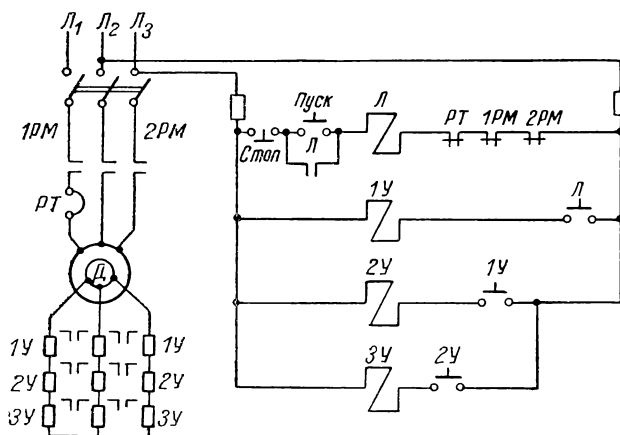 Л₁ Л₂ Л₃
1РМ 2РМ
РТ
Д
1У 1У
2У 2У
3У 3У
Пуск Л РТ 1РМ 2РМ
Стоп Л
1У Л
2У 1У
3У 2У